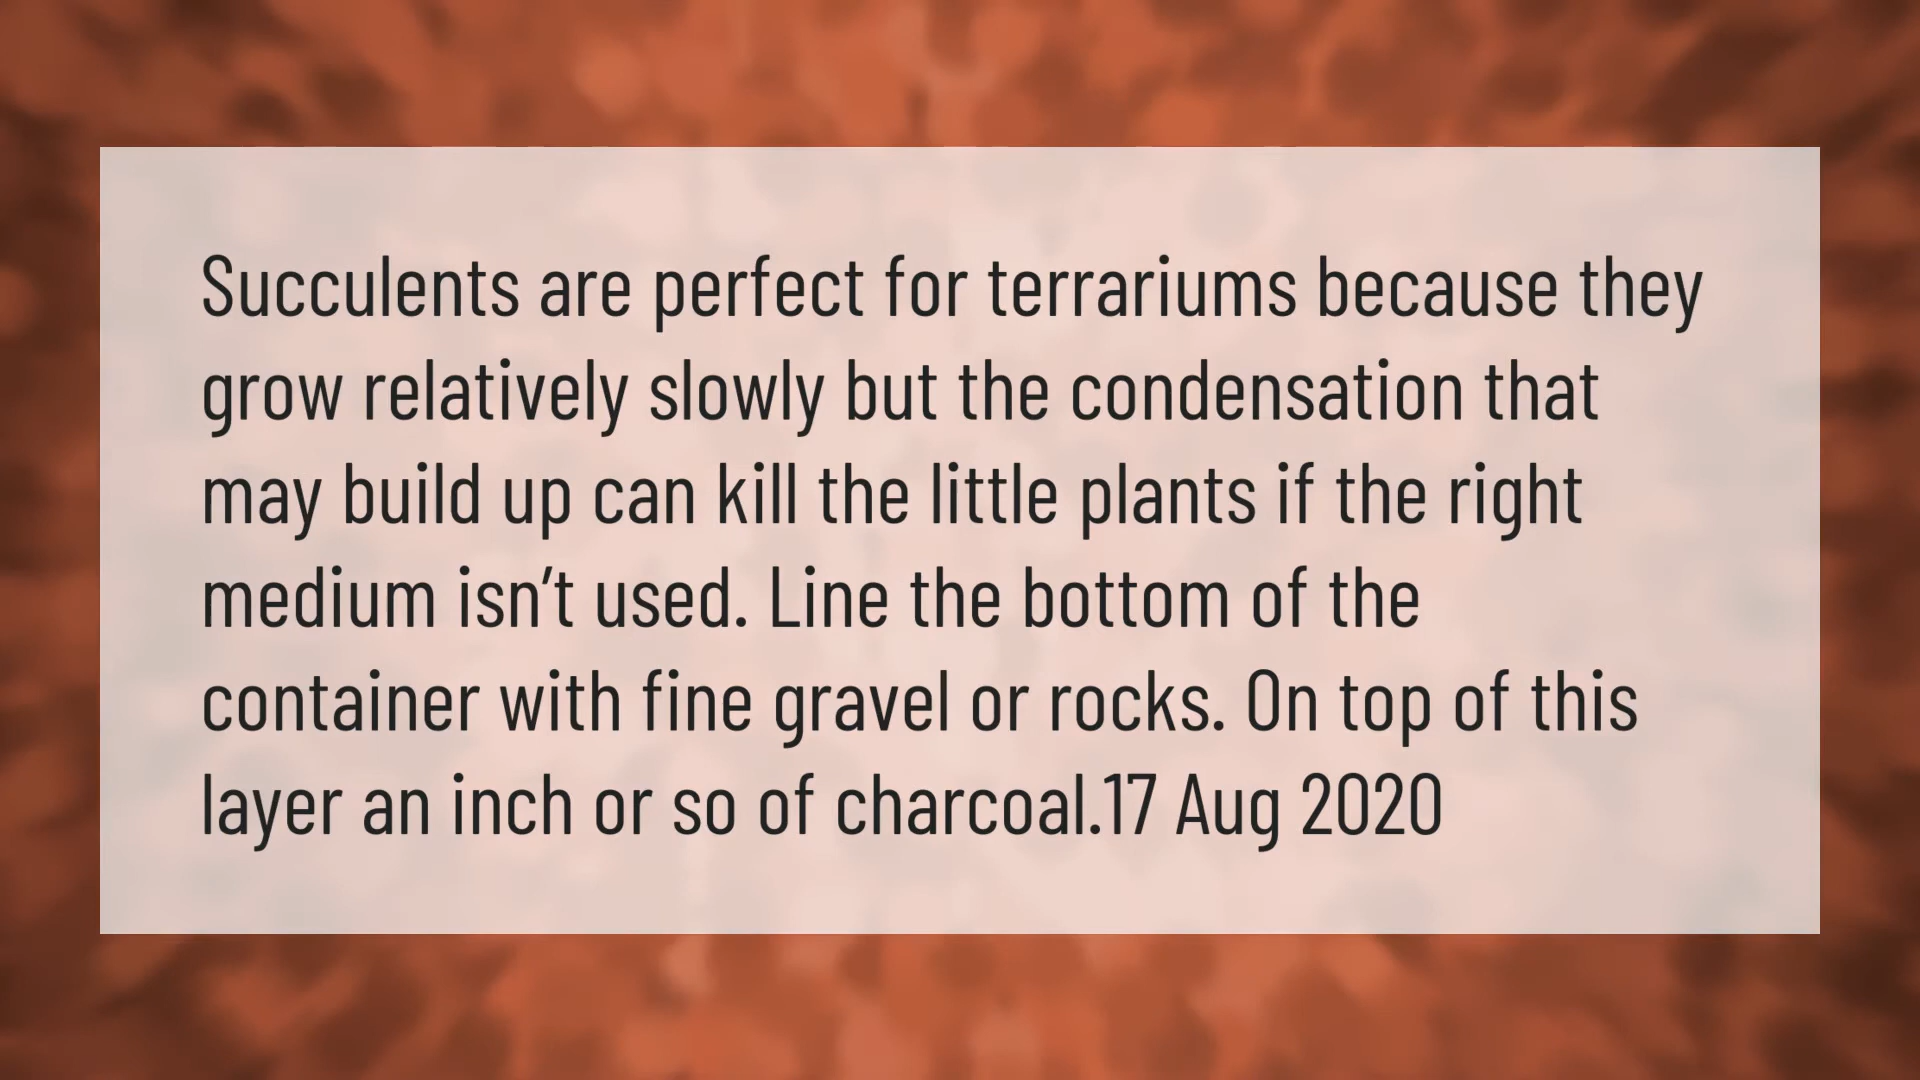 Succulents are perfect for terrariums because they
grow relatively slowly but the condensation that
may build up can kill the little plants if the right
medium isn’t used. Line the bottom of the
container with fine gravel or rocks. On top of this
layer an inch or so of charcoal.17 Aug 2020